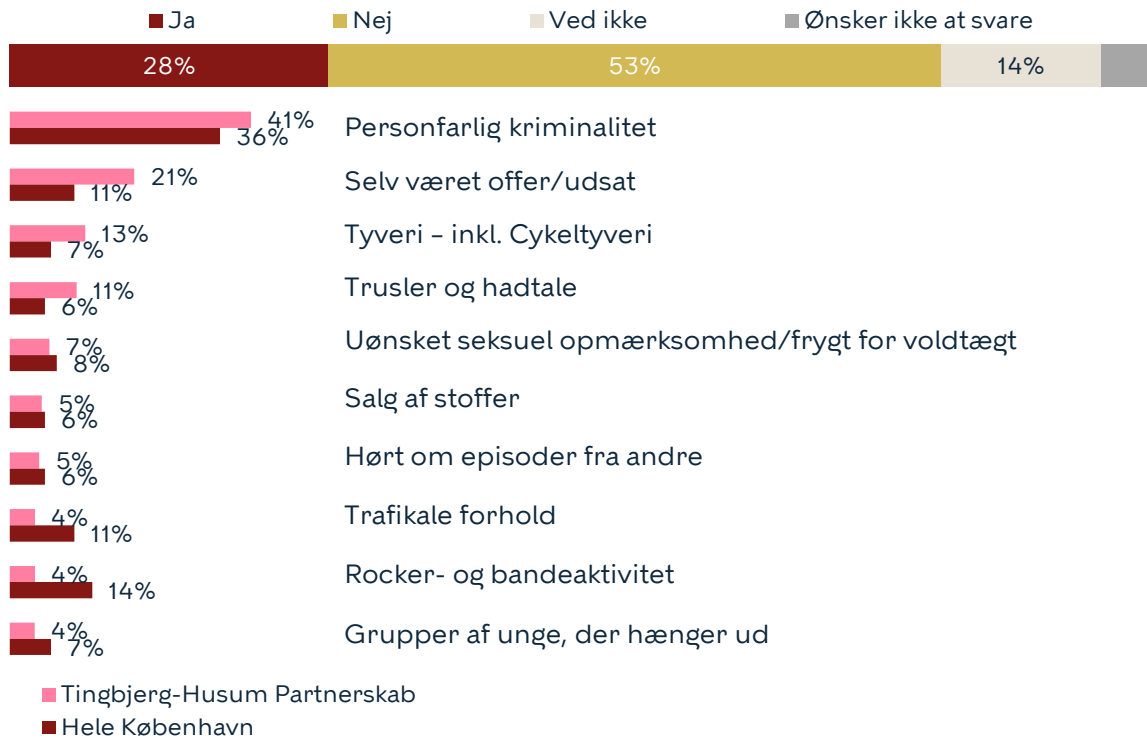 Ja Nej Ved ikke Ønsker ikke at svare
28% 53% 14%
41% Personfarlig kriminalitet
36%
21% Selv været offer/udsat
11%
13% Tyveri – inkl. Cykeltyveri
7%
11% Trusler og hadtale
6%
7% Uønsket seksuel opmærksomhed/frygt for voldtægt
8%
5% Salg af stoffer
6%
5% Hørt om episoder fra andre
6%
4% Trafikale forhold
11%
4% Rocker- og bandeaktivitet
14%
4% Grupper af unge, der hænger ud
7%
Tingbjerg-Husum Partnerskab
Hele København